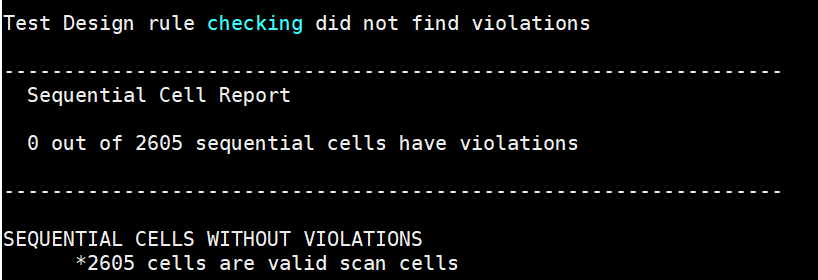 Test Design rule checking did not find violations
-----------------------------------------------------------------
Sequential Cell Report
0 out of 2605 sequential cells have violations
-----------------------------------------------------------------
SEQUENTIAL CELLS WITHOUT VIOLATIONS
*2605 cells are valid scan cells